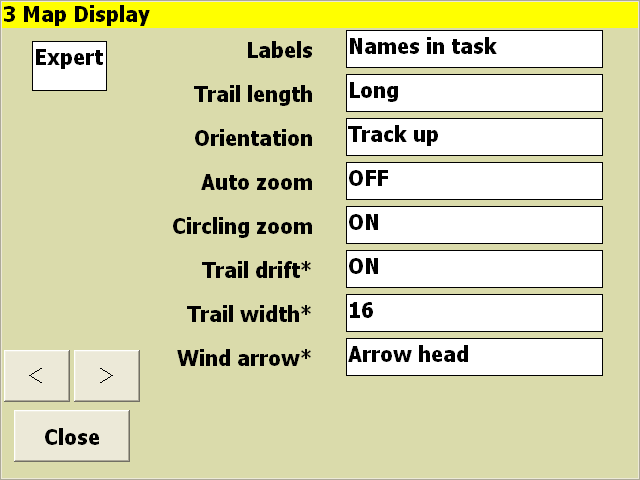 3 Map Display
Expert
Labels Names in task
Trail length Long
Orientation Track up
Auto zoom OFF
Circling zoom ON
Trail drift* ON
Trail width* 16
Wind arrow* Arrow head
< >
Close